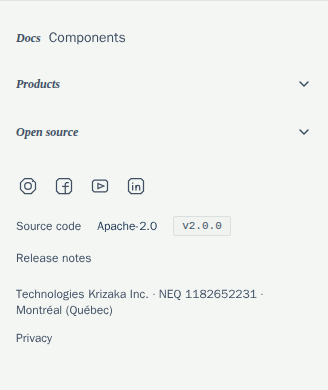 Docs Components
Products
Open source
Source code Apache-2.0 v2.0.0
Release notes
Technologies Krizaka Inc. · NEQ 1182652231 ·
Montréal (Québec)
Privacy